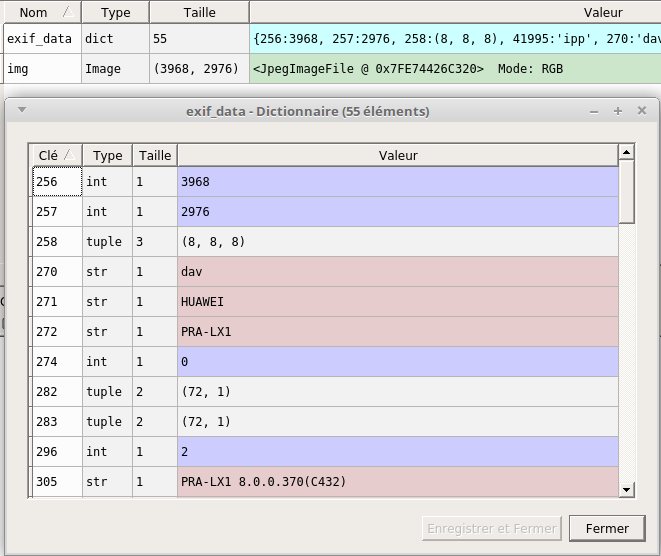 Nom Type Taille Valeur
exif_data dict 55 {256:3968, 257:2976, 258:(8, 8, 8), 41995:'ipp', 270:'dav
img Image (3968, 2976) <JpegImageFile @ 0x7FE74426C320> Mode: RGB
exif_data - Dictionnaire (55 éléments)
Clé Type Taille Valeur
256 int 1 3968
257 int 1 2976
258 tuple 3 (8, 8, 8)
270 str 1 dav
271 str 1 HUAWEI
272 str 1 PRA-LX1
274 int 1 0
282 tuple 2 (72, 1)
283 tuple 2 (72, 1)
296 int 1 2
305 str 1 PRA-LX1 8.0.0.370(C432)
Enregistrer et Fermer Fermer